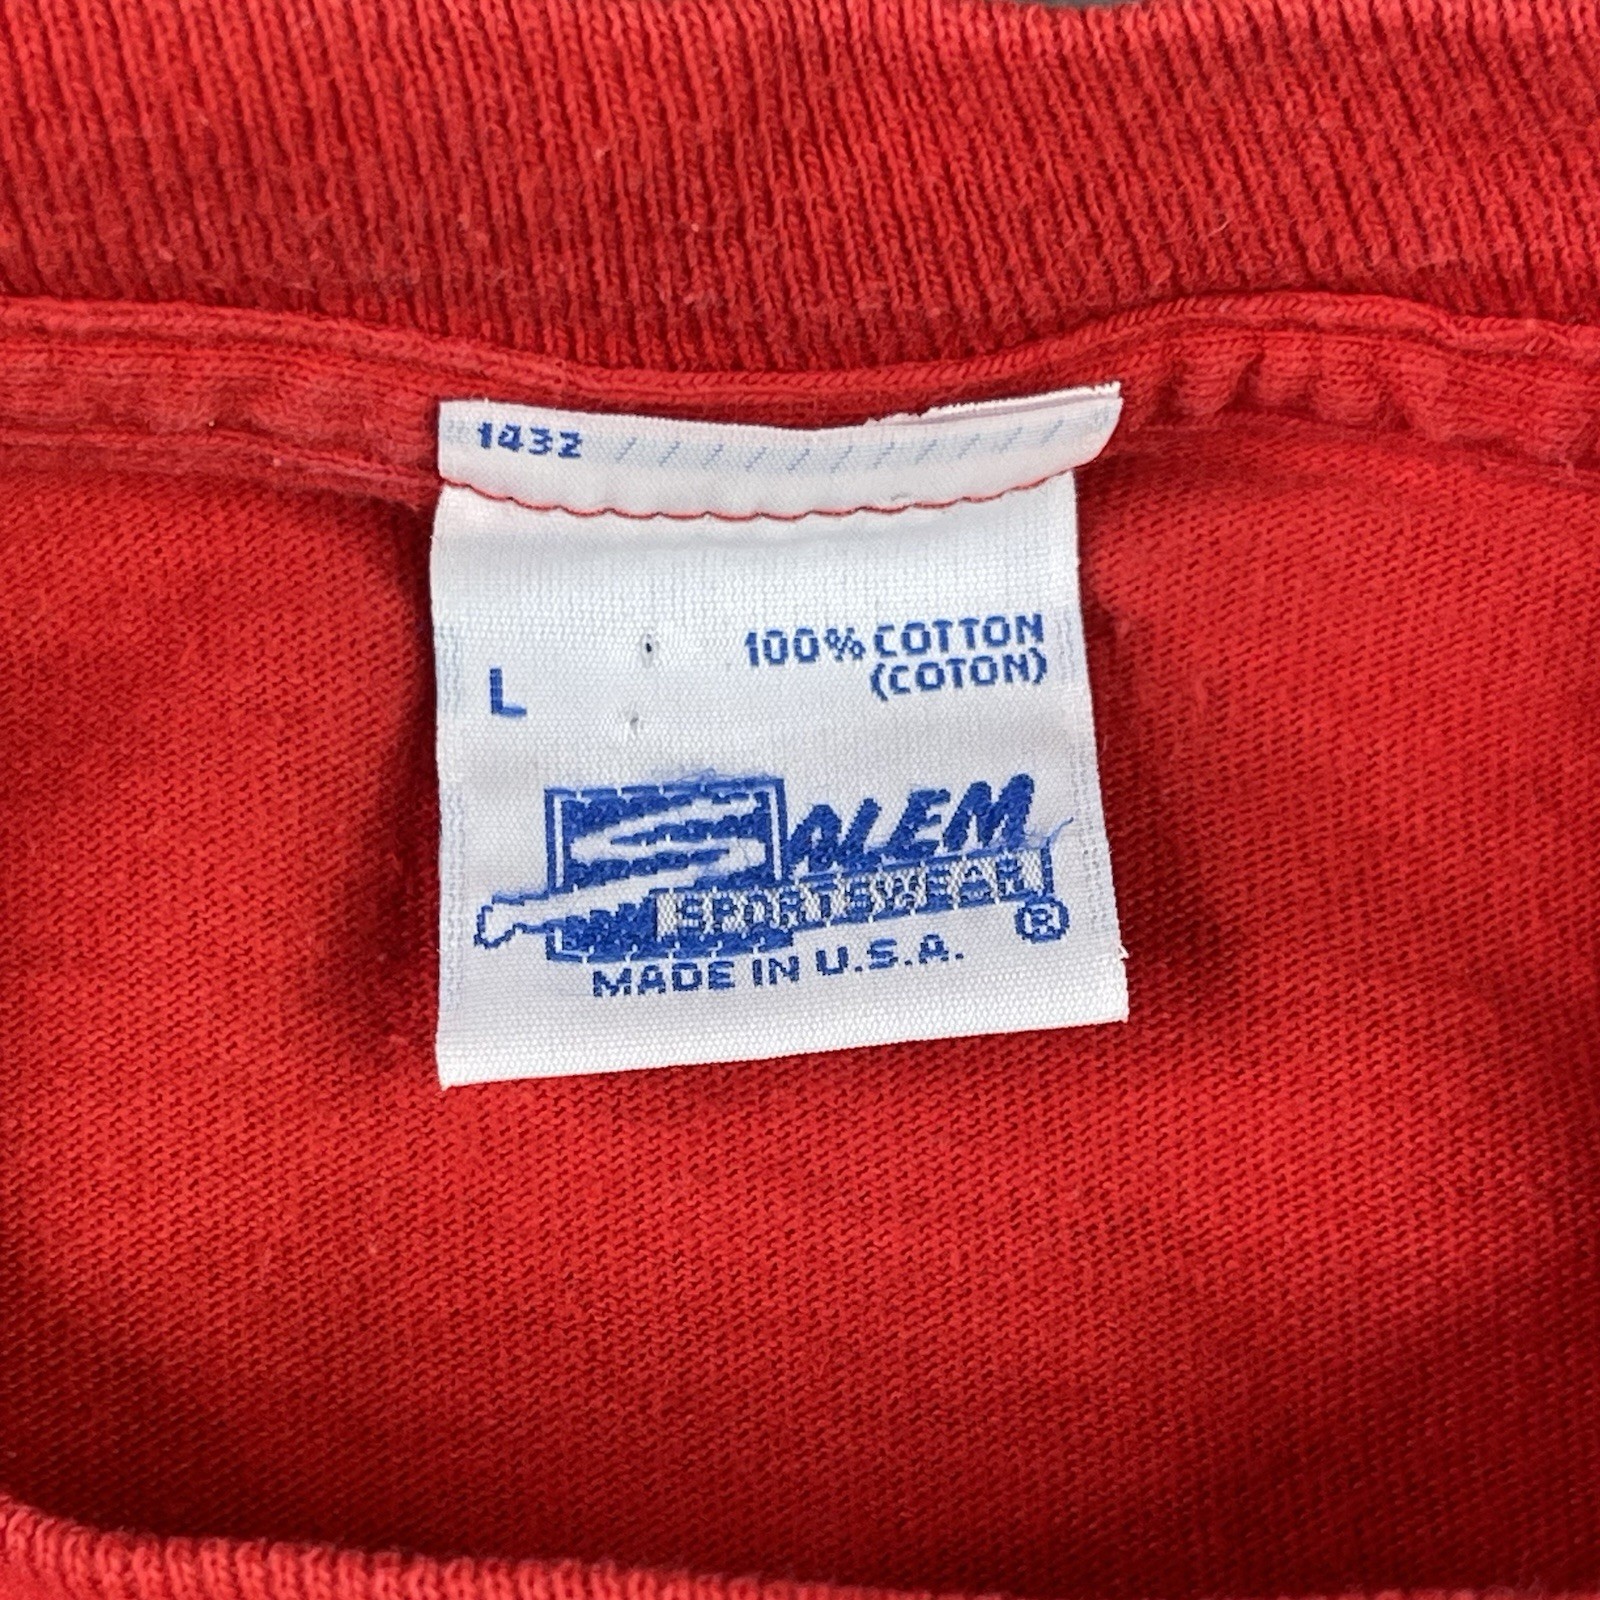 1432
100% COTTON
L
(COTON)
SALEM
SPORTSWEAR
®
MADE IN U.S.A.